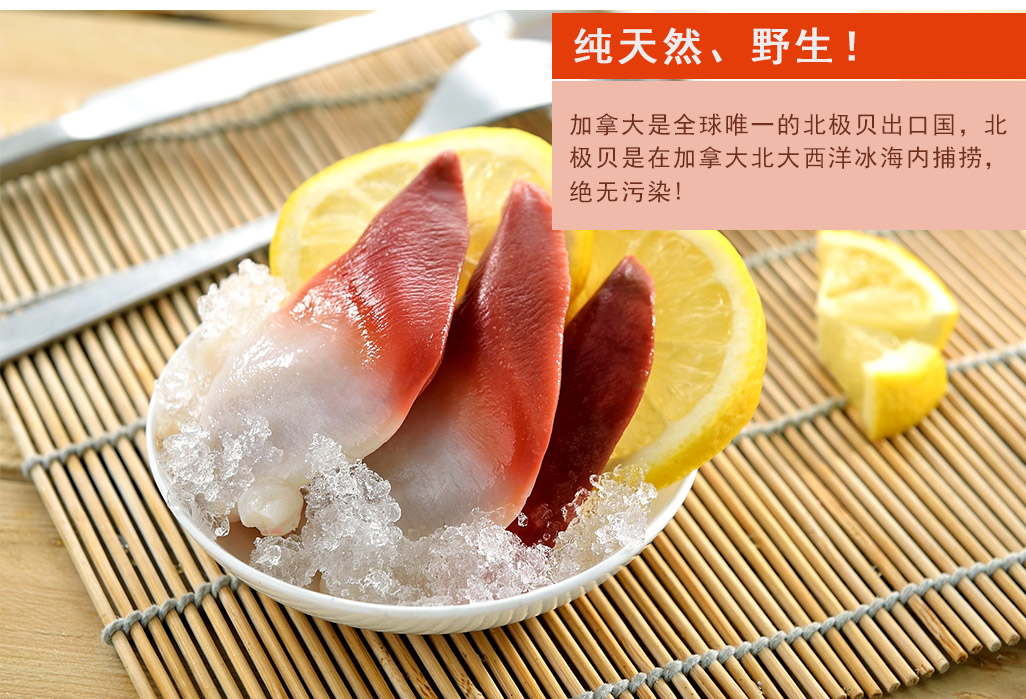 纯天然、野生！
加拿大是全球唯一的北极贝出口国，北
极贝是在加拿大北大西洋冰海内捕捞，
绝无污染！